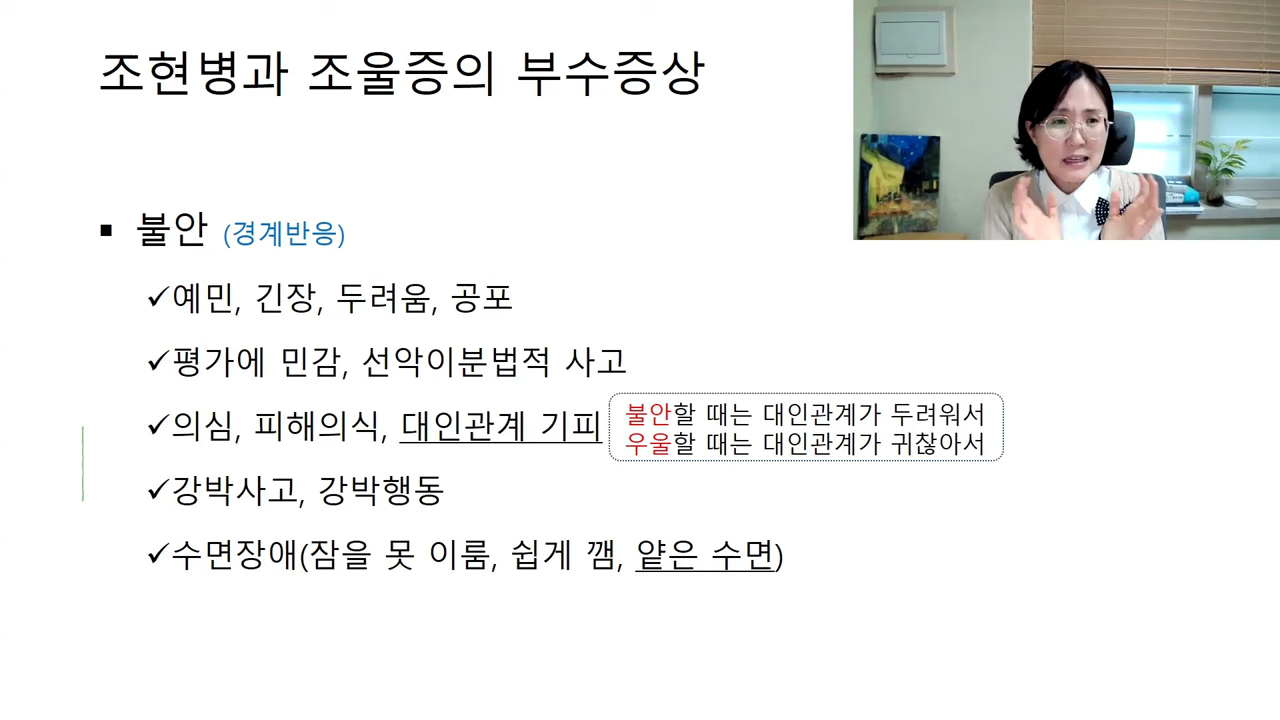 조현병과 조울증의 부수증상
▪ 불안 (경계반응)
✓예민, 긴장, 두려움, 공포
✓평가에 민감, 선악이분법적 사고
✓의심, 피해의식, 대인관계 기피
불안할 때는 대인관계가 두려워서
우울할 때는 대인관계가 귀찮아서
✓강박사고, 강박행동
✓수면장애(잠을 못 이룸, 쉽게 깸, 얕은 수면)